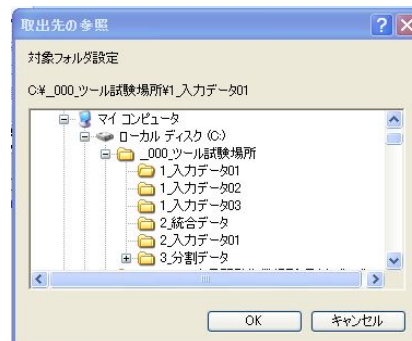 取出先の参照
対象フォルダ設定
C:¥_000_ツール試験場所¥1_入力データ01
マイ コンピュータ
ローカル ディスク (C:)
_000_ツール試験場所
1_入力データ01
1_入力データ02
1_入力データ03
2_統合データ
2_入力データ01
3_分割データ
OK
キャンセル